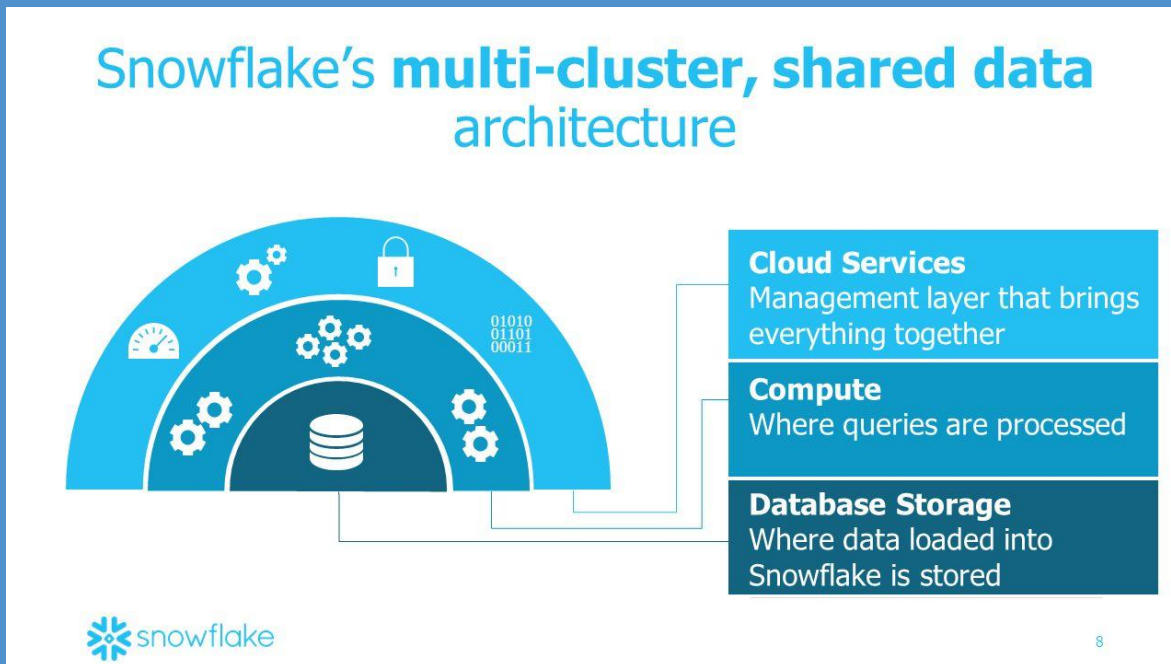 Snowflake’s multi-cluster, shared data
architecture
01010
01101
00011
Cloud Services
Management layer that brings
everything together
Compute
Where queries are processed
Database Storage
Where data loaded into
Snowflake is stored
snowflake
8